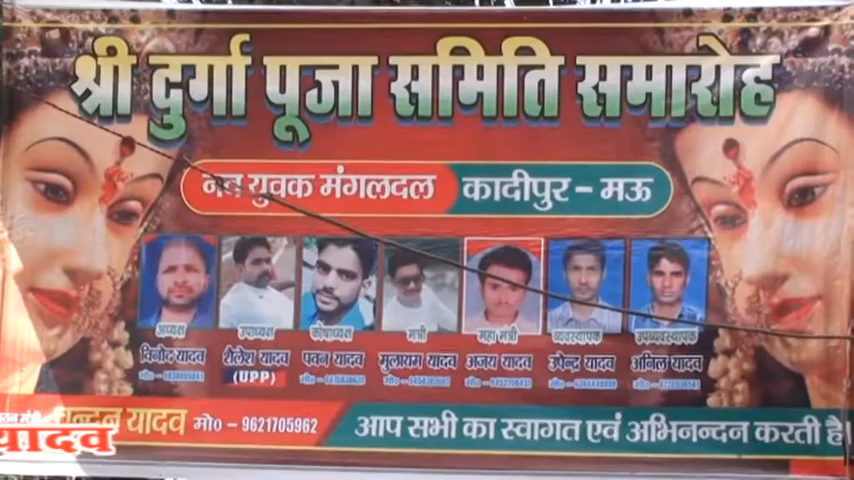 श्री दुर्गा पूजा समिति समारोह
नव युवक मंगलदल कादीपुर - मऊ
अध्यक्ष उपाध्यक्ष कोषाध्यक्ष मंत्री महा मंत्री व्यवस्थापक उपव्यवस्थापक
विनोद यादव शैलेश यादव पवन यादव मुलायम यादव अजय यादव उपेन्द्र यादव अनिल यादव
(UPP)
यादव मो० - 9621705962 आप सभी का स्वागत एवं अभिनन्दन करती है।
यादव